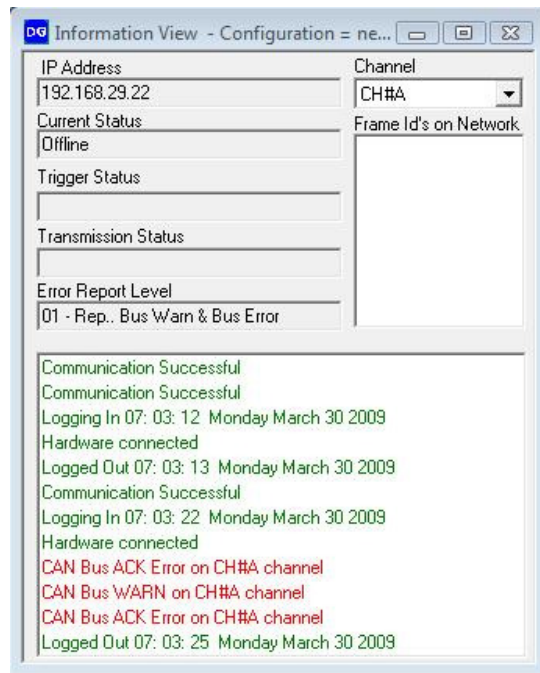 DG Information View - Configuration = ne...
IP Address
192.168.29.22
Channel
CH#A
Current Status
Offline
Frame Id's on Network
Trigger Status
Transmission Status
Error Report Level
01 - Rep.. Bus Warn & Bus Error
Communication Successful
Communication Successful
Logging In 07: 03: 12 Monday March 30 2009
Hardware connected
Logged Out 07: 03: 13 Monday March 30 2009
Communication Successful
Logging In 07: 03: 22 Monday March 30 2009
Hardware connected
CAN Bus ACK Error on CH#A channel
CAN Bus WARN on CH#A channel
CAN Bus ACK Error on CH#A channel
Logged Out 07: 03: 25 Monday March 30 2009